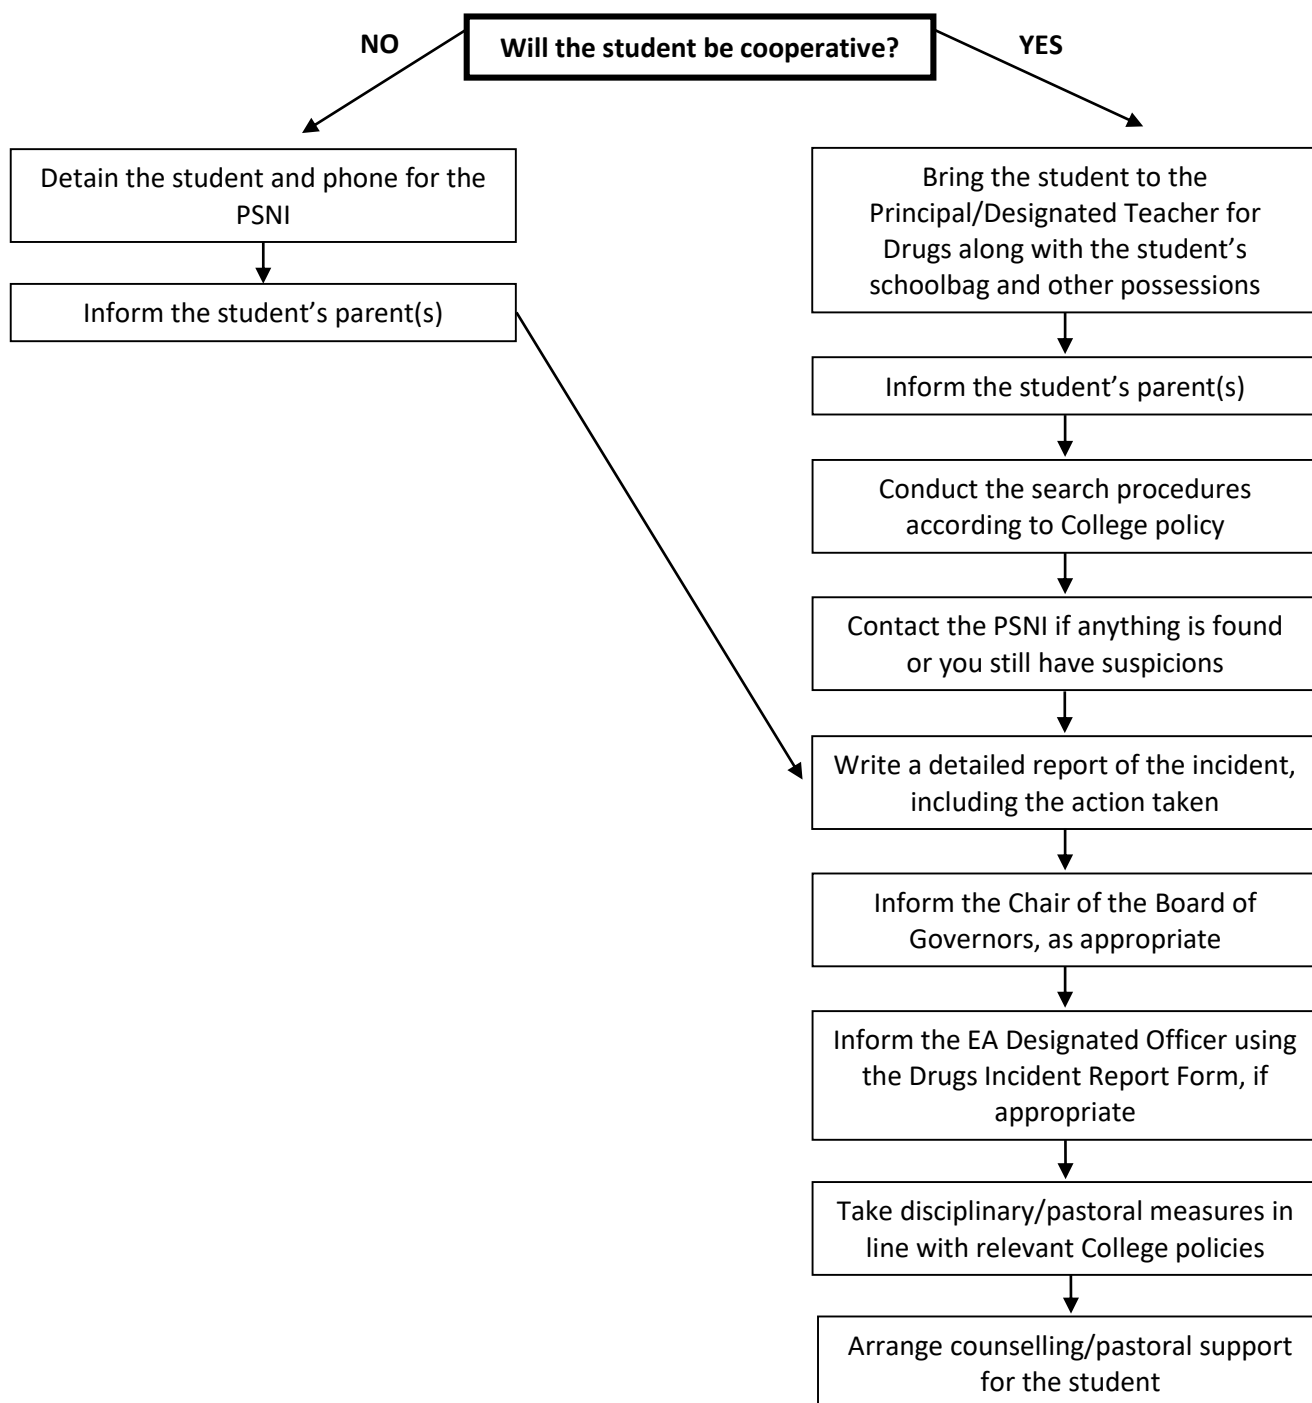 NO
Will the student be cooperative?
YES
Detain the student and phone for the
PSNI
Inform the student’s parent(s)
Bring the student to the
Principal/Designated Teacher for
Drugs along with the student’s
schoolbag and other possessions
Inform the student’s parent(s)
Conduct the search procedures
according to College policy
Contact the PSNI if anything is found
or you still have suspicions
Write a detailed report of the incident,
including the action taken
Inform the Chair of the Board of
Governors, as appropriate
Inform the EA Designated Officer using
the Drugs Incident Report Form, if
appropriate
Take disciplinary/pastoral measures in
line with relevant College policies
Arrange counselling/pastoral support
for the student